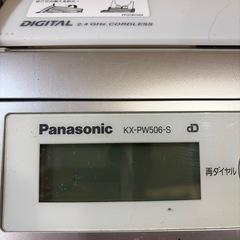 DIGITAL 2.4 GHz CORDLESS
Panasonic KX-PW506-S
再ダイヤル